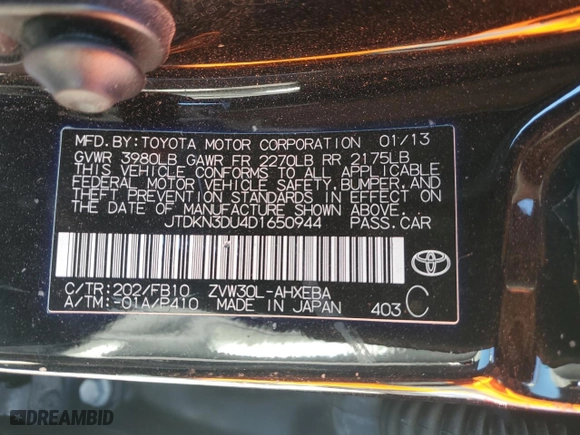 MFD.BY:TOYOTA MOTOR CORPORATION 01/13
GVWR 3980LB GAWR FR 2270LB RR 2175LB
THIS VEHICLE CONFORMS TO ALL APPLICABLE
FEDERAL MOTOR VEHICLE SAFETY, BUMPER, AND
THEFT PREVENTION STANDARDS IN EFFECT ON
THE DATE OF MANUFACTURE SHOWN ABOVE.
JTDKN3DU4D1650944 PASS.CAR
C/TR:202/FB10 ZVW30L-AHXEBA
A/TM:-01A/P410 MADE IN JAPAN 403 C
DREAMBID